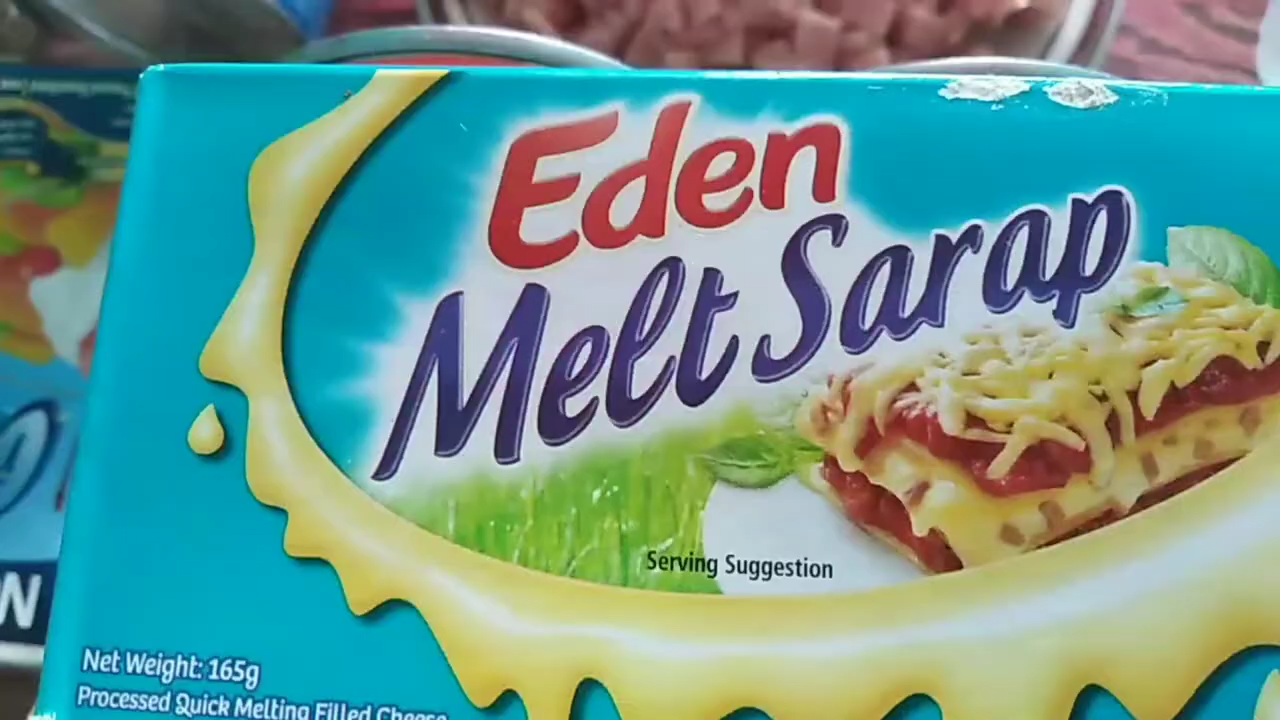 Eden
Melt Sarap
Serving Suggestion
Net Weight: 165g
Processed Quick Melting Filled Cheese